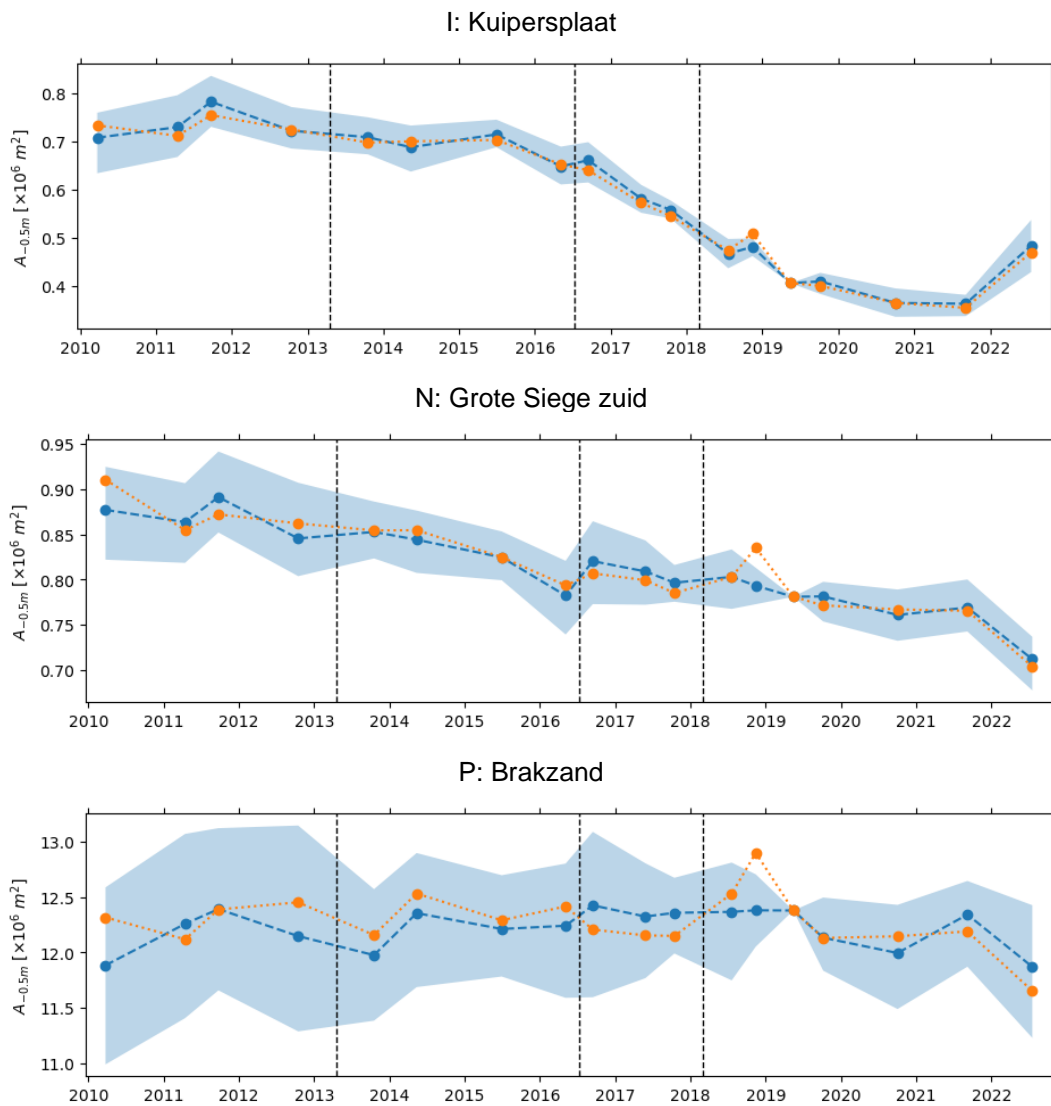 I: Kuipersplaat
0.8
0.7
0.6
0.5
0.4
A₋₀.₅ₘ [×10⁶ m²]
2010 2011 2012 2013 2014 2015 2016 2017 2018 2019 2020 2021 2022
N: Grote Siege zuid
0.95
0.90
0.85
0.80
0.75
0.70
A₋₀.₅ₘ [×10⁶ m²]
2010 2011 2012 2013 2014 2015 2016 2017 2018 2019 2020 2021 2022
P: Brakzand
13.0
12.5
12.0
11.5
11.0
A₋₀.₅ₘ [×10⁶ m²]
2010 2011 2012 2013 2014 2015 2016 2017 2018 2019 2020 2021 2022